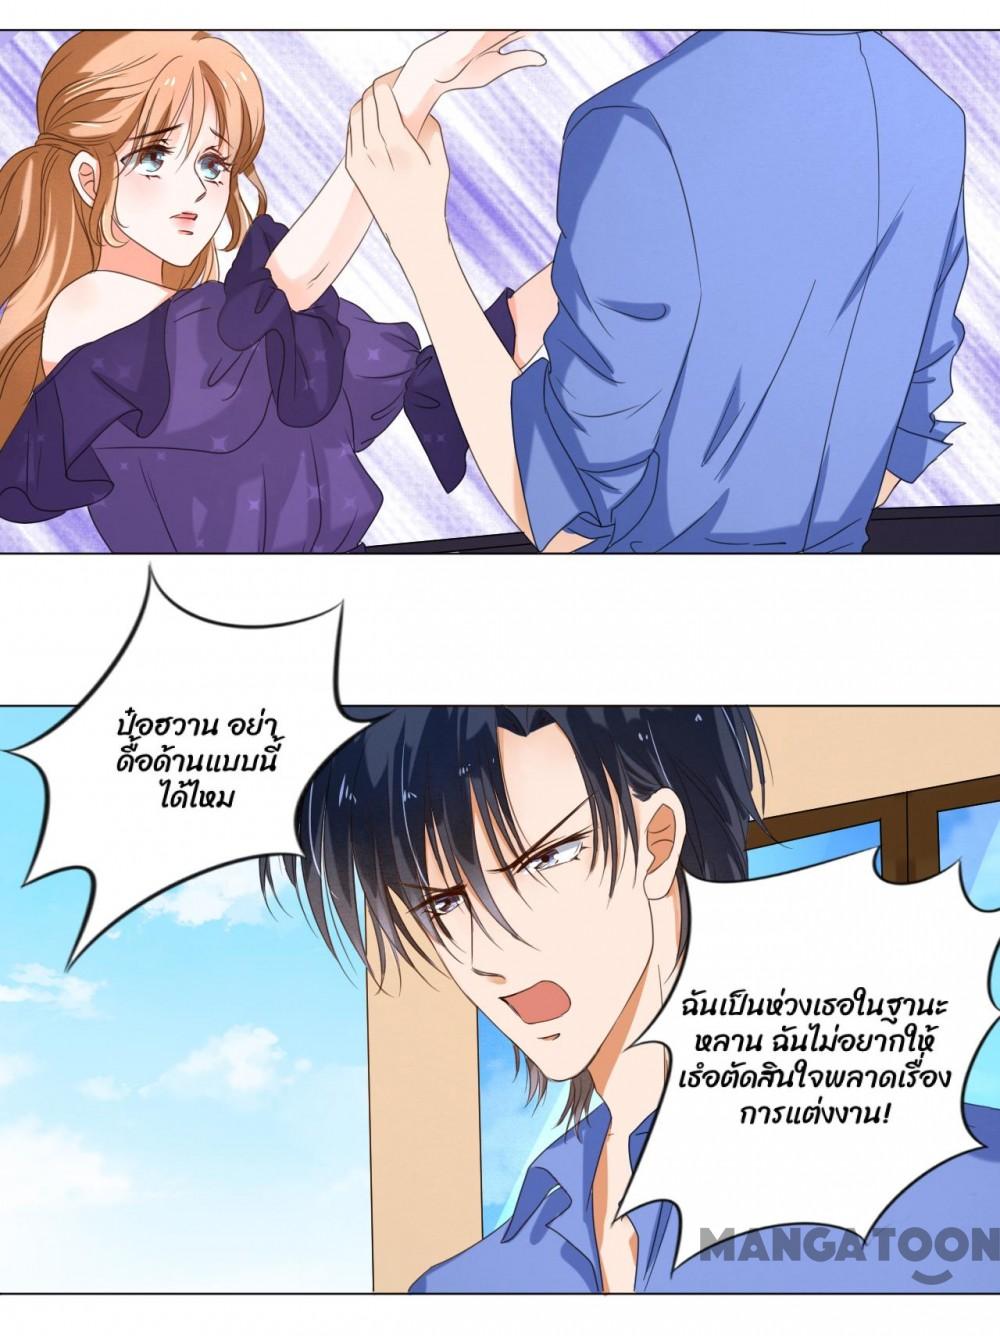 ป๋อฮวาน อย่า
ดื้อด้านแบบนี้
ได้ไหม
ฉันเป็นห่วงเธอในฐานะ
หลาน ฉันไม่อยากให้
เธอตัดสินใจพลาดเรื่อง
การแต่งงาน!
MANGATOON